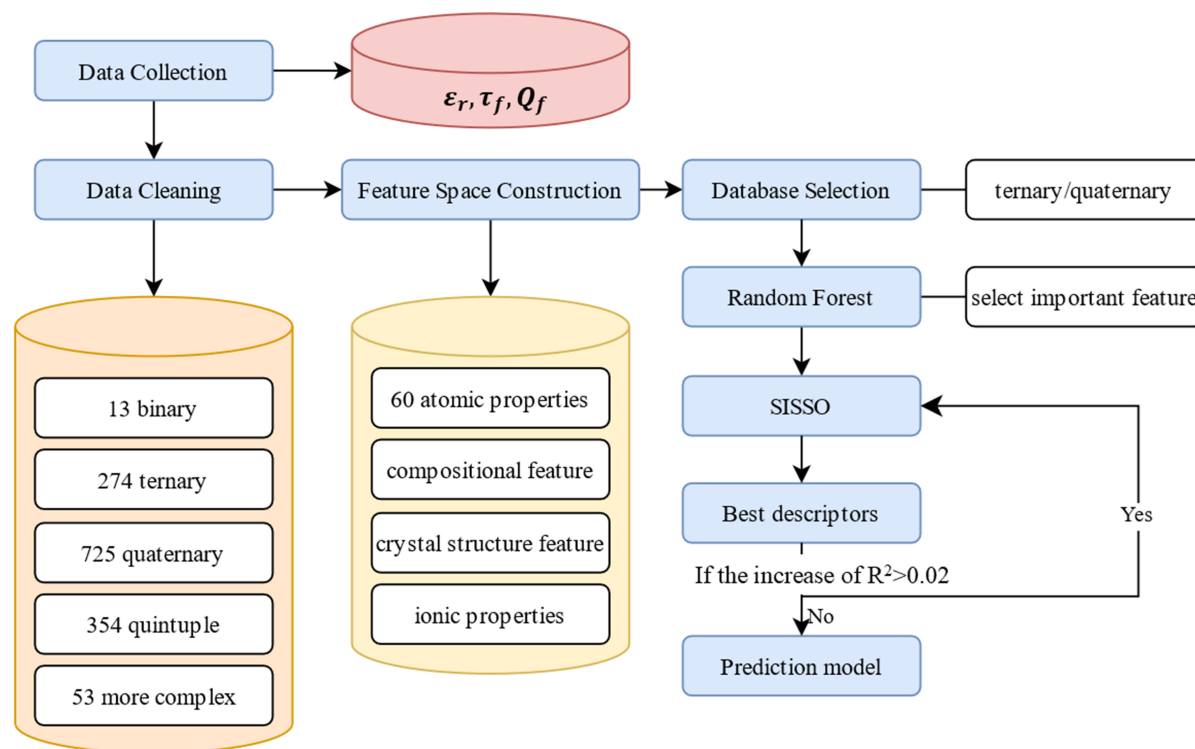 Data Collection
εr, τf, Qf
Data Cleaning
Feature Space Construction
Database Selection
ternary/quaternary
Random Forest
select important feature
13 binary
274 ternary
725 quaternary
354 quintuple
53 more complex
60 atomic properties
compositional feature
crystal structure feature
ionic properties
SISSO
Best descriptors
Yes
If the increase of R²>0.02
No
Prediction model